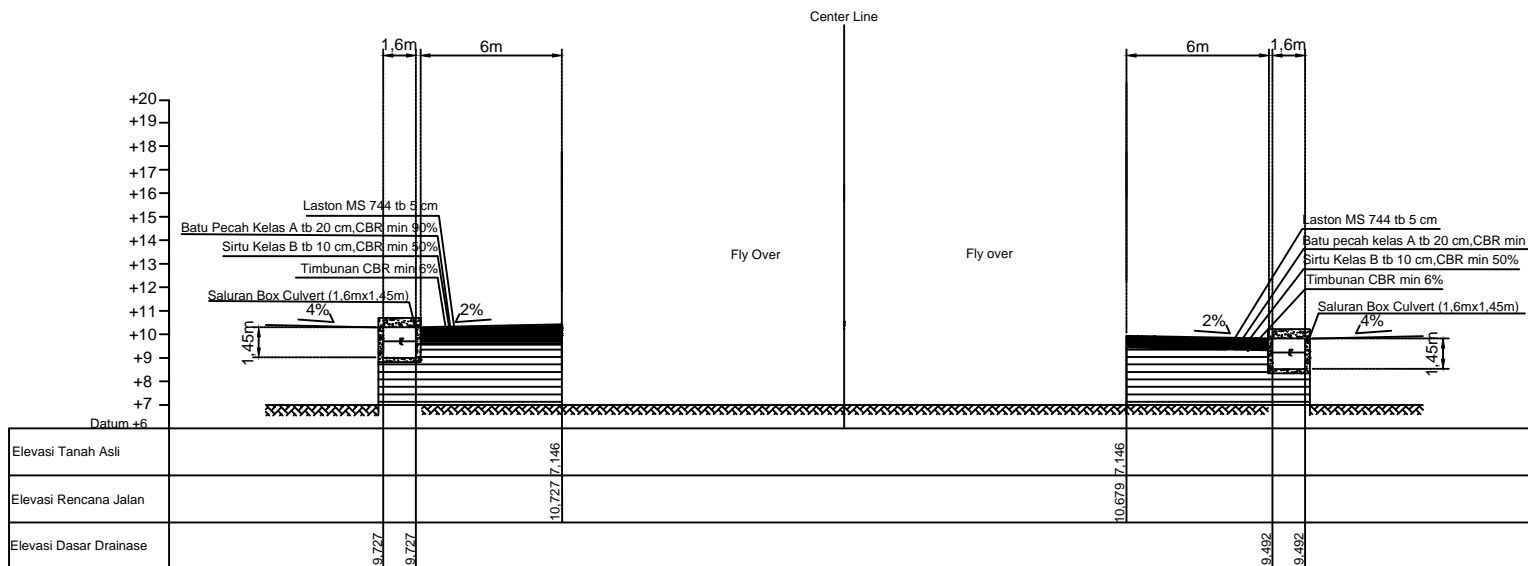 Center Line
1,6m
6m
6m
1,6m
+20
+19
+18
+17
+16
+15
+14
+13
+12
+11
+10
+9
+8
+7
Datum +6
Laston MS 744 tb 5 cm
Batu Pecah Kelas A tb 20 cm,CBR min 90%
Sirtu Kelas B tb 10 cm,CBR min 50%
Timbunan CBR min 6%
Saluran Box Culvert (1,6mx1,45m)
4%
2%
1,45m
Fly Over
Fly over
Laston MS 744 tb 5 cm
Batu pecah kelas A tb 20 cm,CBR min
Sirtu Kelas B tb 10 cm,CBR min 50%
Timbunan CBR min 6%
Saluran Box Culvert (1,6mx1,45m)
2%
4%
1,45m
Elevasi Tanah Asli
7,146
7,146
Elevasi Rencana Jalan
10,727
10,679
Elevasi Dasar Drainase
9,727
9,727
9,492
9,492